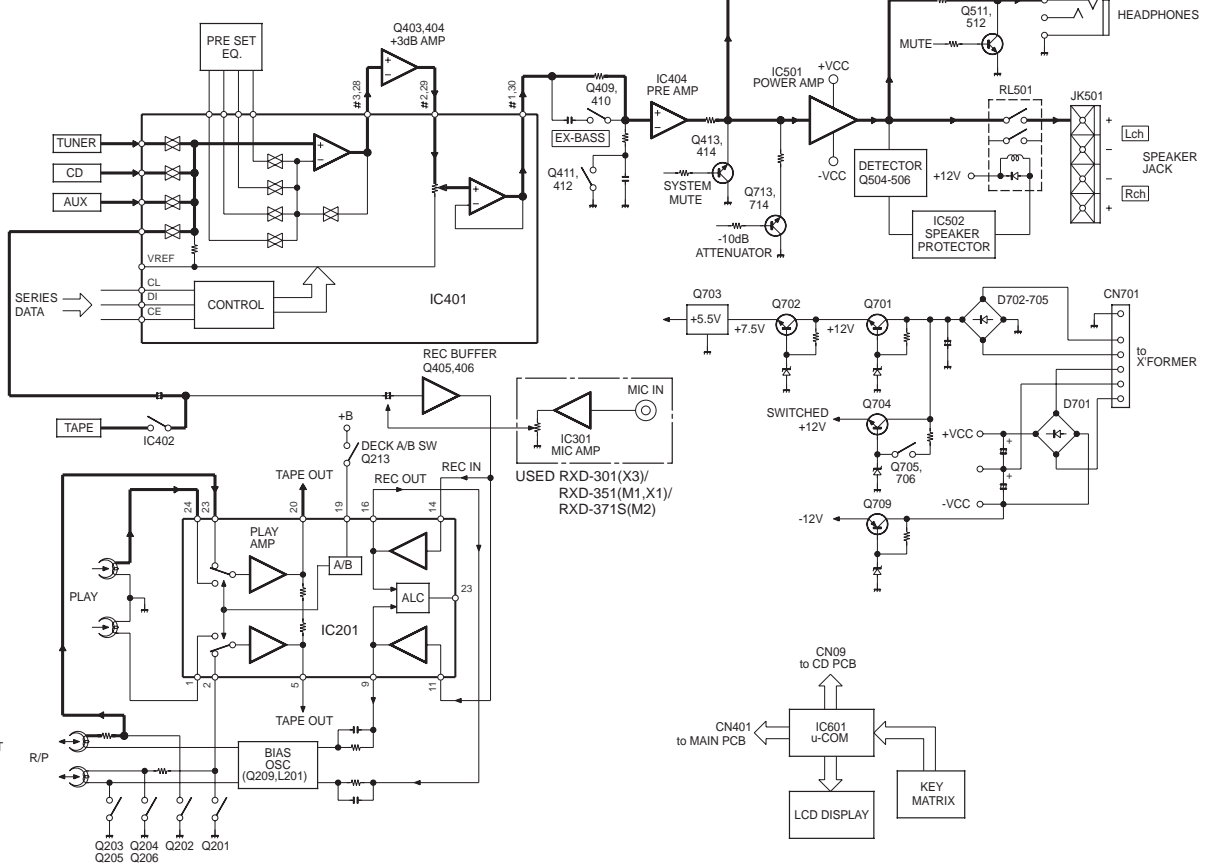 PRE SET
EQ.
Q403,404
+3dB AMP
#3,28
#2,29
#1,30
TUNER
CD
AUX
VREF
CL
DI
CE
SERIES
DATA
CONTROL
IC401
Q409,
410
EX-BASS
Q411,
412
IC404
PRE AMP
Q413,
414
SYSTEM
MUTE
Q713,
714
-10dB
ATTENUATOR
IC501
POWER AMP
+VCC
-VCC
Q511,
512
MUTE
HEADPHONES
RL501
JK501
+
Lch
-
SPEAKER
JACK
-
Rch
+
DETECTOR
Q504-506
+12V
IC502
SPEAKER
PROTECTOR
Q703
+5.5V
+7.5V
Q702
+12V
Q701
D702-705
CN701
to
X'FORMER
Q704
SWITCHED
+12V
Q705,
706
D701
+VCC
+
+
-VCC
Q709
-12V
REC BUFFER
Q405,406
TAPE
IC402
MIC IN
IC301
MIC AMP
USED RXD-301(X3)/
RXD-351(M1,X1)/
RXD-371S(M2)
+B
DECK A/B SW
Q213
TAPE OUT
REC OUT
REC IN
24
23
20
19
16
14
PLAY
AMP
A/B
ALC
23
PLAY
IC201
1
2
5
9
11
TAPE OUT
R/P
BIAS
OSC
(Q209,L201)
Q203
Q205
Q204
Q206
Q202
Q201
CN09
to CD PCB
CN401
to MAIN PCB
IC601
u-COM
KEY
MATRIX
LCD DISPLAY